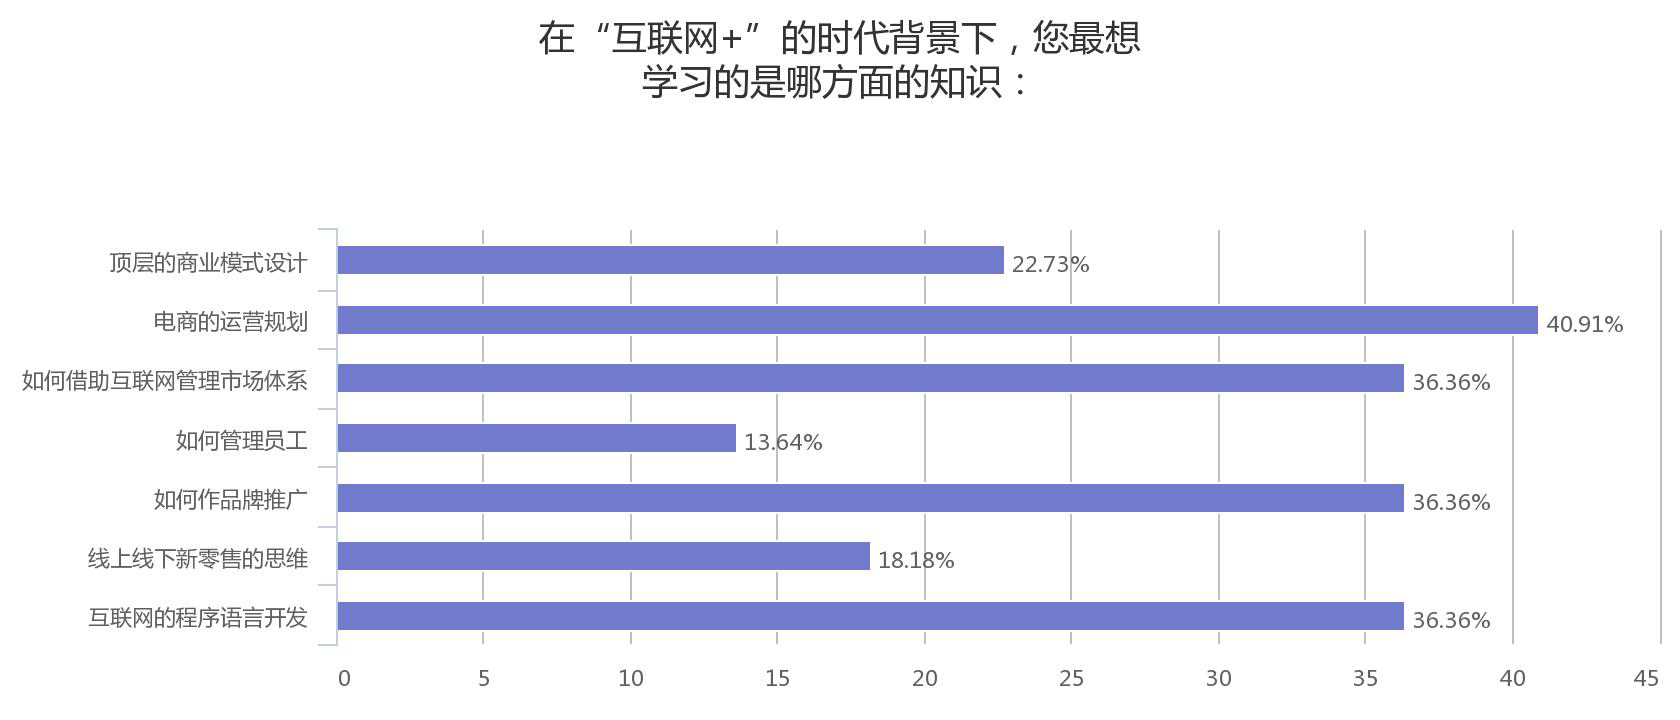 在“互联网+”的时代背景下，您最想
学习的是哪方面的知识：
顶层的商业模式设计
22.73%
电商的运营规划
40.91%
如何借助互联网管理市场体系
36.36%
如何管理员工
13.64%
如何作品牌推广
36.36%
线上线下新零售的思维
18.18%
互联网的程序语言开发
36.36%
0 5 10 15 20 25 30 35 40 45